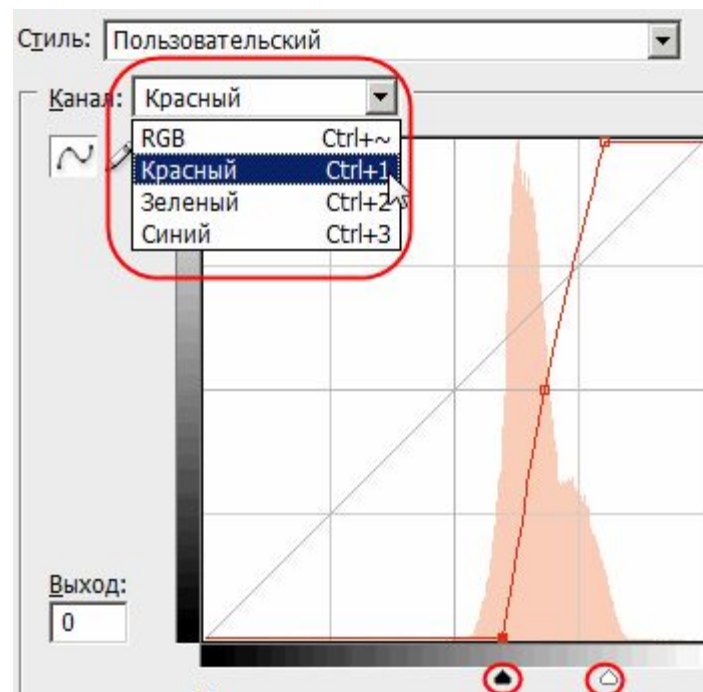 Стиль: Пользовательский
Канал: Красный
RGB Ctrl+~
Красный Ctrl+1
Зеленый Ctrl+2
Синий Ctrl+3
Выход:
0